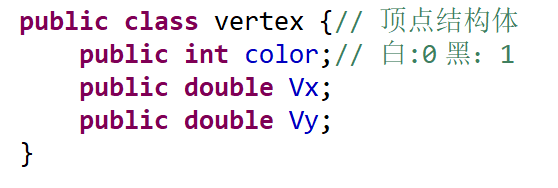 public class vertex {// 顶点结构体
    public int color;// 白:0 黑：1
    public double Vx;
    public double Vy;
}